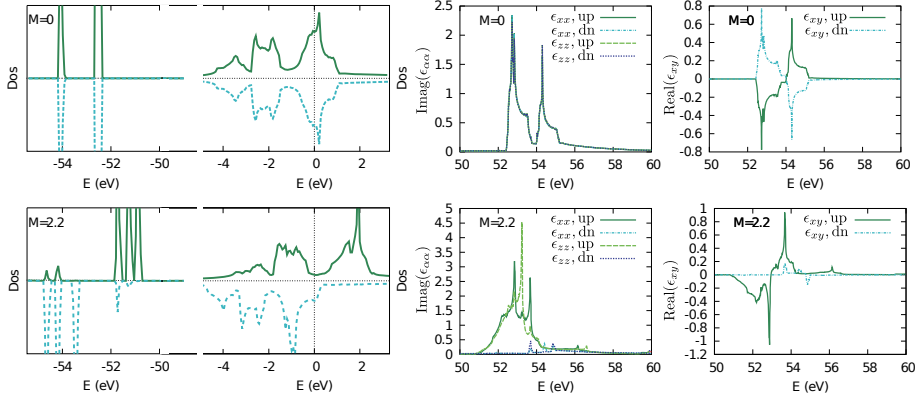 M=0
Dos
-54
-52
-50
E (eV)
-4
-2
0
2
E (eV)
Dos
Imag(ϵαα)
2.5
2
1.5
1
0.5
0
M=0
ϵxx, up
ϵxx, dn
ϵzz, up
ϵzz, dn
50
52
54
56
58
60
E (eV)
Real(ϵxy)
0.8
0.6
0.4
0.2
0
-0.2
-0.4
-0.6
-0.8
M=0
ϵxy, up
ϵxy, dn
50
52
54
56
58
60
E (eV)
M=2.2
Dos
-54
-52
-50
E (eV)
-4
-2
0
2
E (eV)
Dos
Imag(ϵαα)
5
4.5
4
3.5
3
2.5
2
1.5
1
0.5
0
M=2.2
ϵxx, up
ϵxx, dn
ϵzz, up
ϵzz, dn
50
52
54
56
58
60
E (eV)
Real(ϵxy)
1
0.8
0.6
0.4
0.2
0
-0.2
-0.4
-0.6
-0.8
-1
-1.2
M=2.2
ϵxy, up
ϵxy, dn
50
52
54
56
58
60
E (eV)